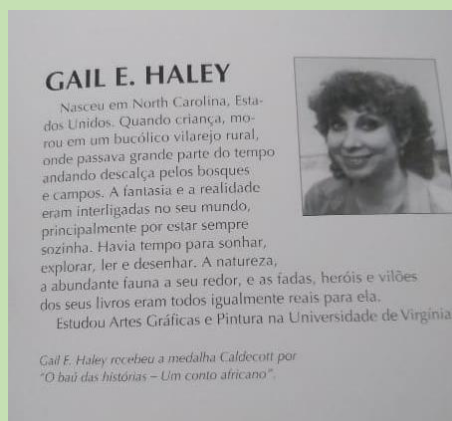 GAIL E. HALEY
Nasceu em North Carolina, Esta-
dos Unidos. Quando criança, mo-
rou em um bucólico vilarejo rural,
onde passava grande parte do tempo
andando descalça pelos bosques
e campos. A fantasia e a realidade
eram interligadas no seu mundo,
principalmente por estar sempre
sozinha. Havia tempo para sonhar,
explorar, ler e desenhar. A natureza,
a abundante fauna a seu redor, e as fadas, heróis e vilões
dos seus livros eram todos igualmente reais para ela.
Estudou Artes Gráficas e Pintura na Universidade de Virgínia
Gail E. Haley recebeu a medalha Caldecott por
"O baú das histórias – Um conto africano".